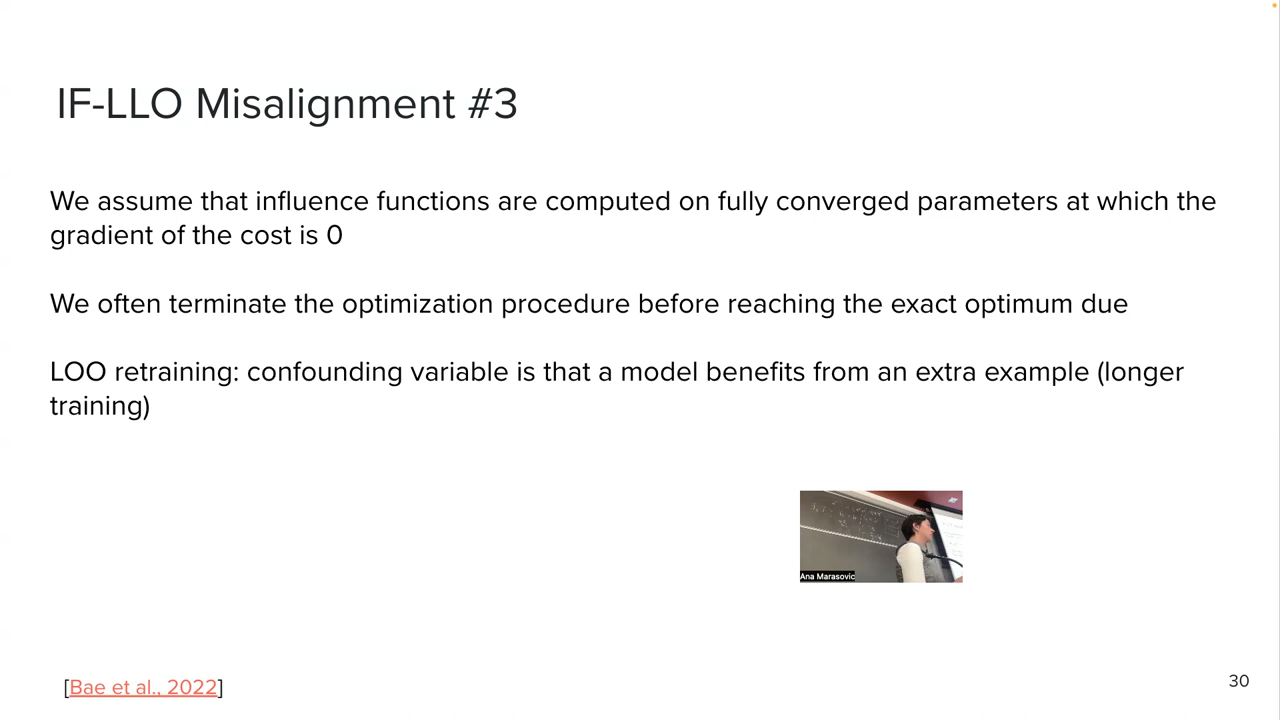 IF-LLO Misalignment #3
We assume that influence functions are computed on fully converged parameters at which the
gradient of the cost is 0
We often terminate the optimization procedure before reaching the exact optimum due
LOO retraining: confounding variable is that a model benefits from an extra example (longer
training)
Ana Marasovic
[Bae et al., 2022]
30